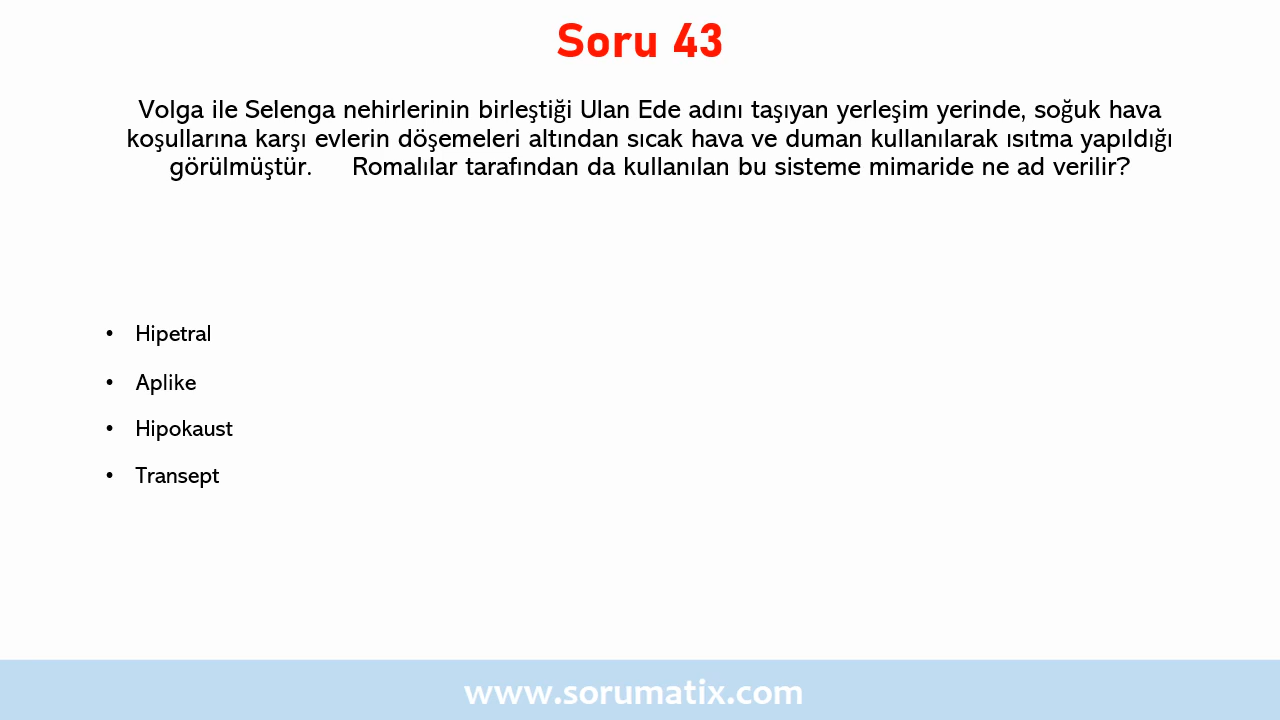 Soru 43
Volga ile Selenga nehirlerinin birleştiği Ulan Ede adını taşıyan yerleşim yerinde, soğuk hava
koşullarına karşı evlerin döşemeleri altından sıcak hava ve duman kullanılarak ısıtma yapıldığı
görülmüştür. Romalılar tarafından da kullanılan bu sisteme mimaride ne ad verilir?
• Hipetral
• Aplike
• Hipokaust
• Transept
www.sorumatix.com